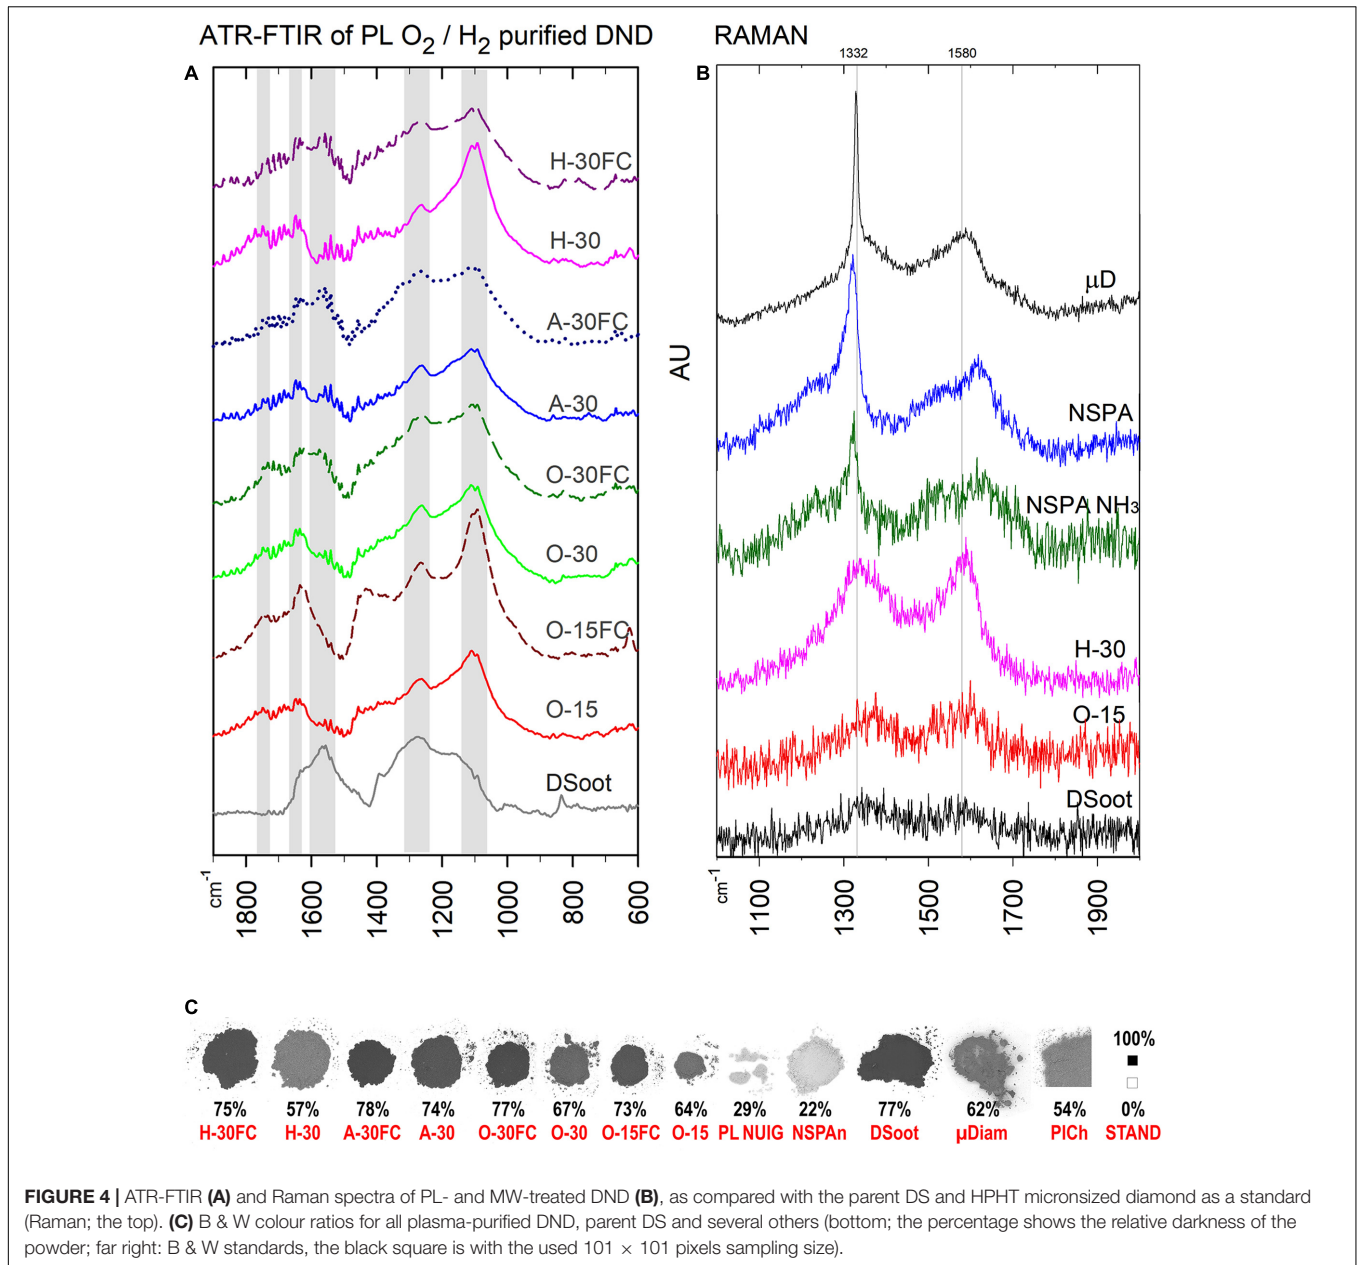 ATR-FTIR of PL O2 / H2 purified DND
RAMAN
A
H-30FC
H-30
A-30FC
A-30
O-30FC
O-30
O-15FC
O-15
DSoot
cm-1
1800
1600
1400
1200
1000
800
600
B
1332
1580
AU
μD
NSPA
NSPA NH3
H-30
O-15
DSoot
cm-1
1100
1300
1500
1700
1900
C
100%
75% 57% 78% 74% 77% 67% 73% 64% 29% 22% 77% 62% 54% 0%
H-30FC H-30 A-30FC A-30 O-30FC O-30 O-15FC O-15 PL NUIG NSPAn DSoot μDiam PlCh STAND
FIGURE 4 | ATR-FTIR (A) and Raman spectra of PL- and MW-treated DND (B), as compared with the parent DS and HPHT micronsized diamond as a standard
(Raman; the top). (C) B & W colour ratios for all plasma-purified DND, parent DS and several others (bottom; the percentage shows the relative darkness of the
powder; far right: B & W standards, the black square is with the used 101 × 101 pixels sampling size).